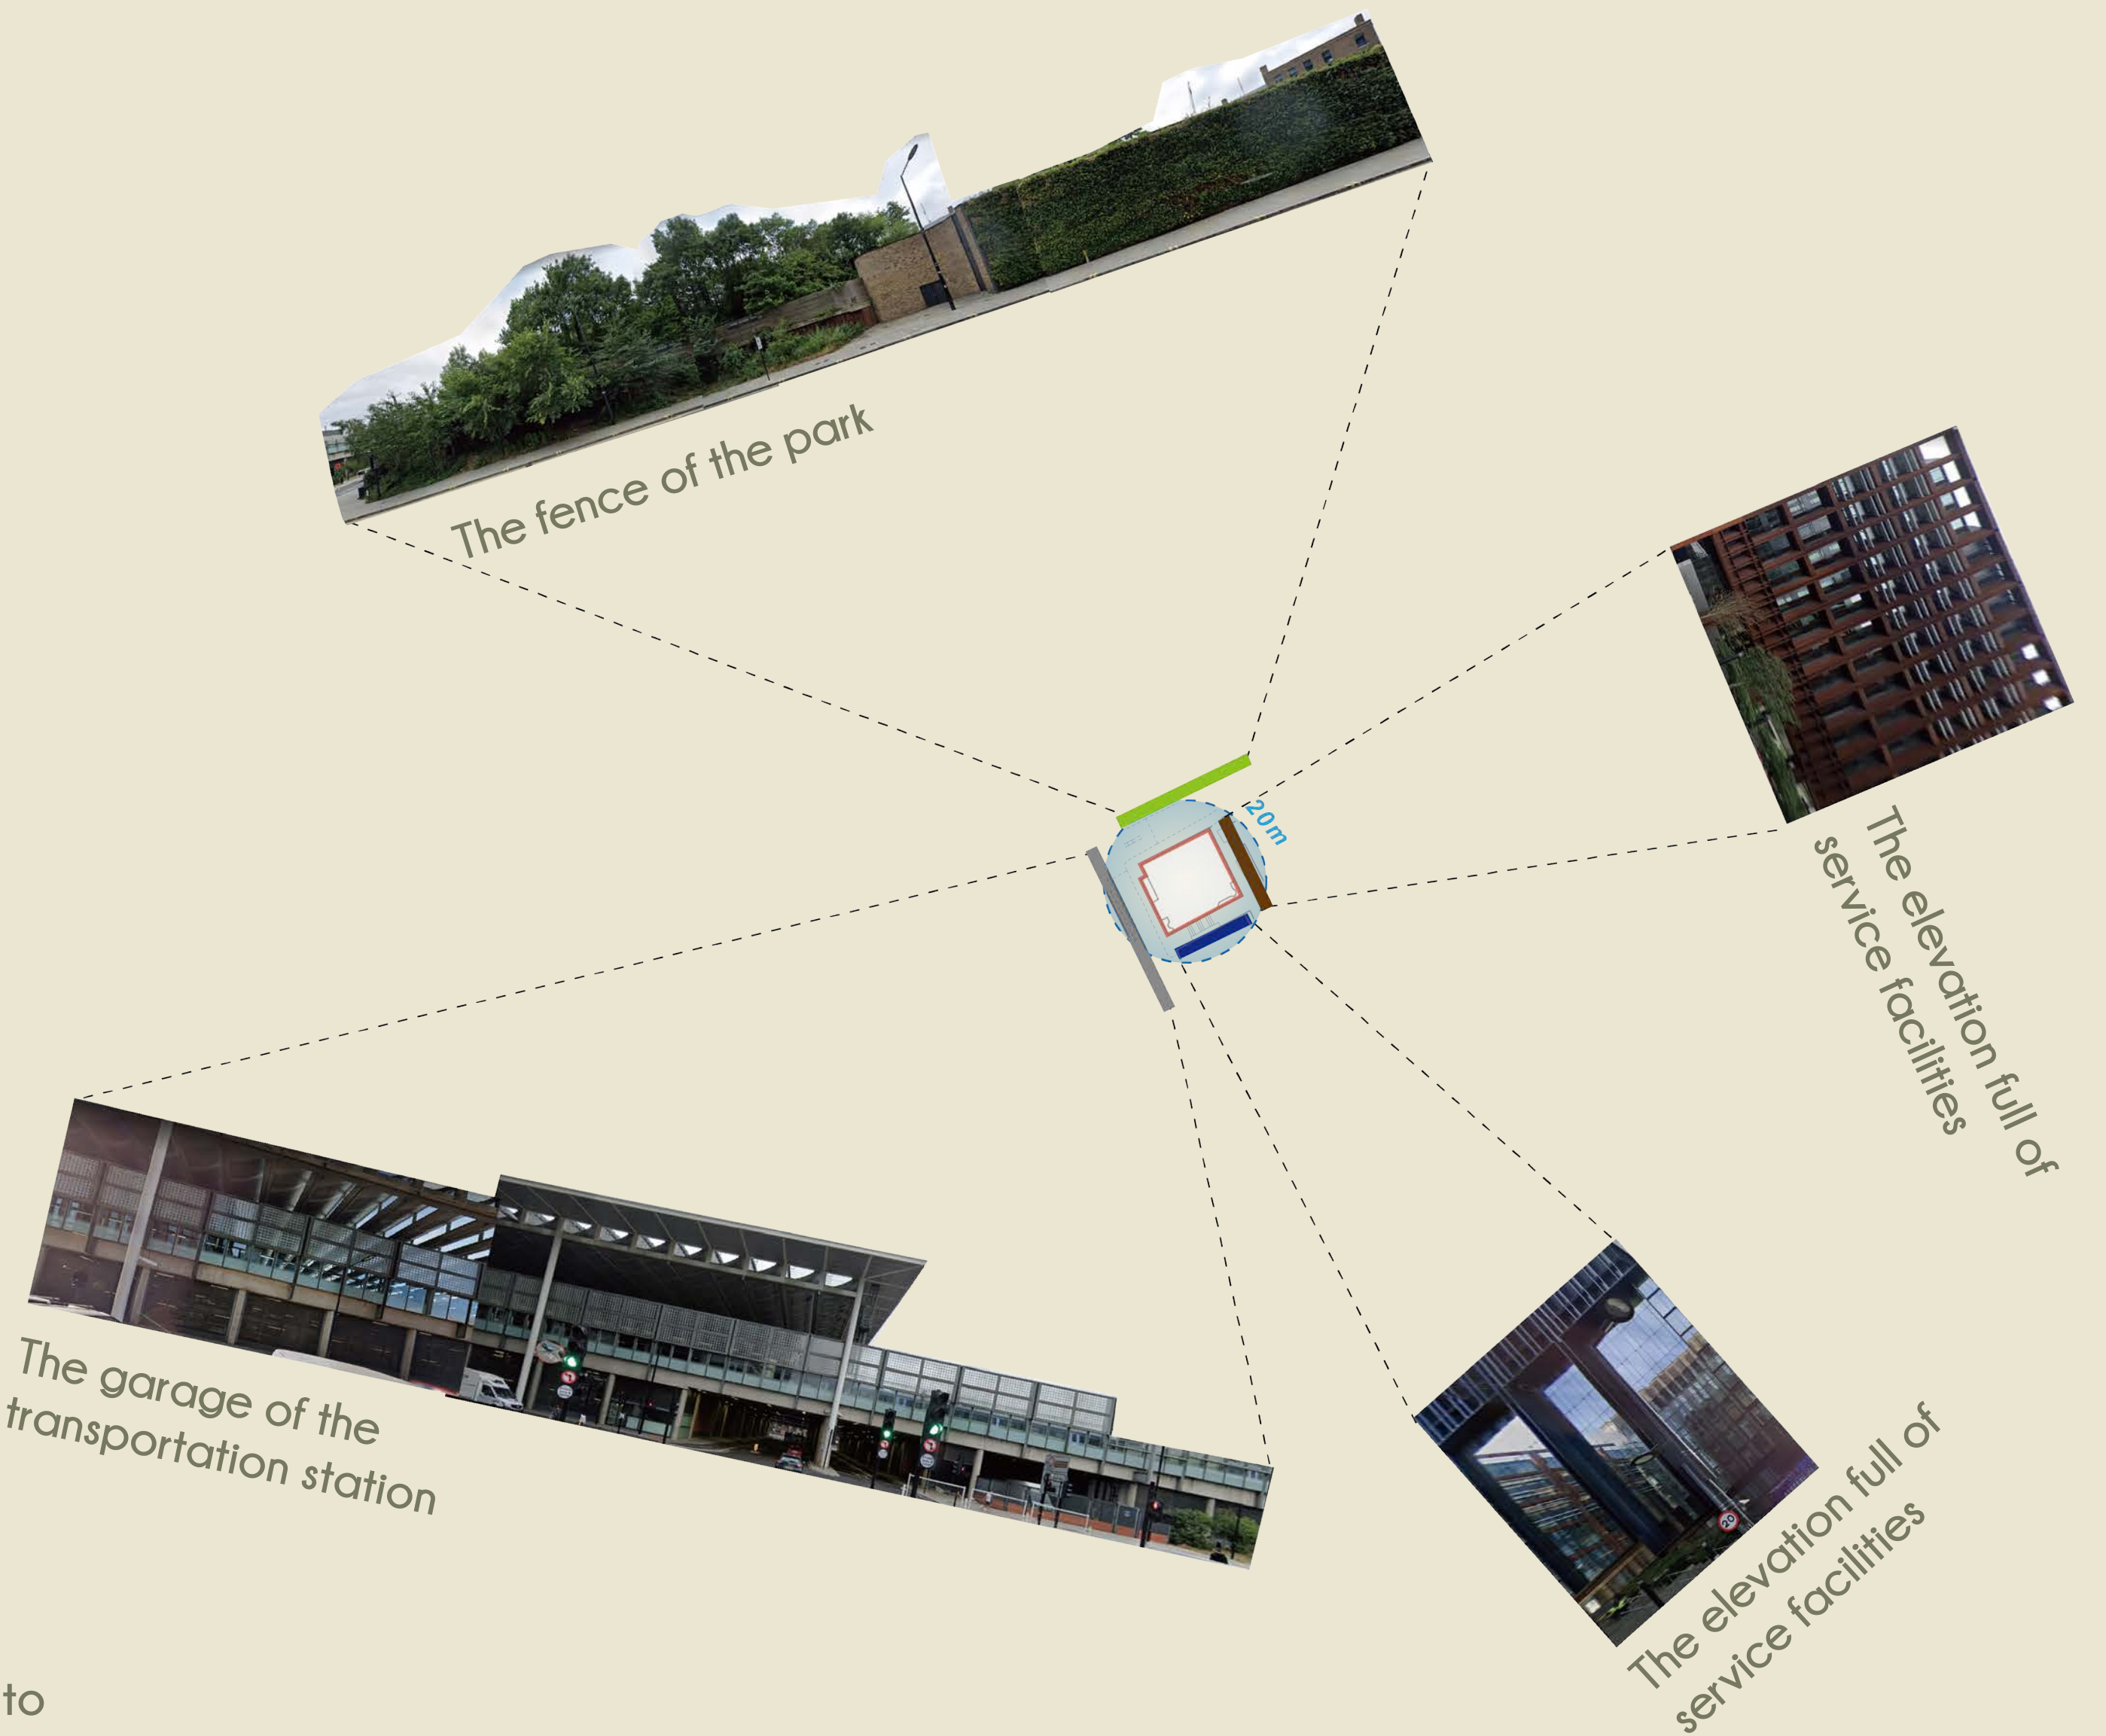 The fence of the park
20m
The elevation full of
service facilities
The garage of the
transportation station
20
The elevation full of
service facilities
to